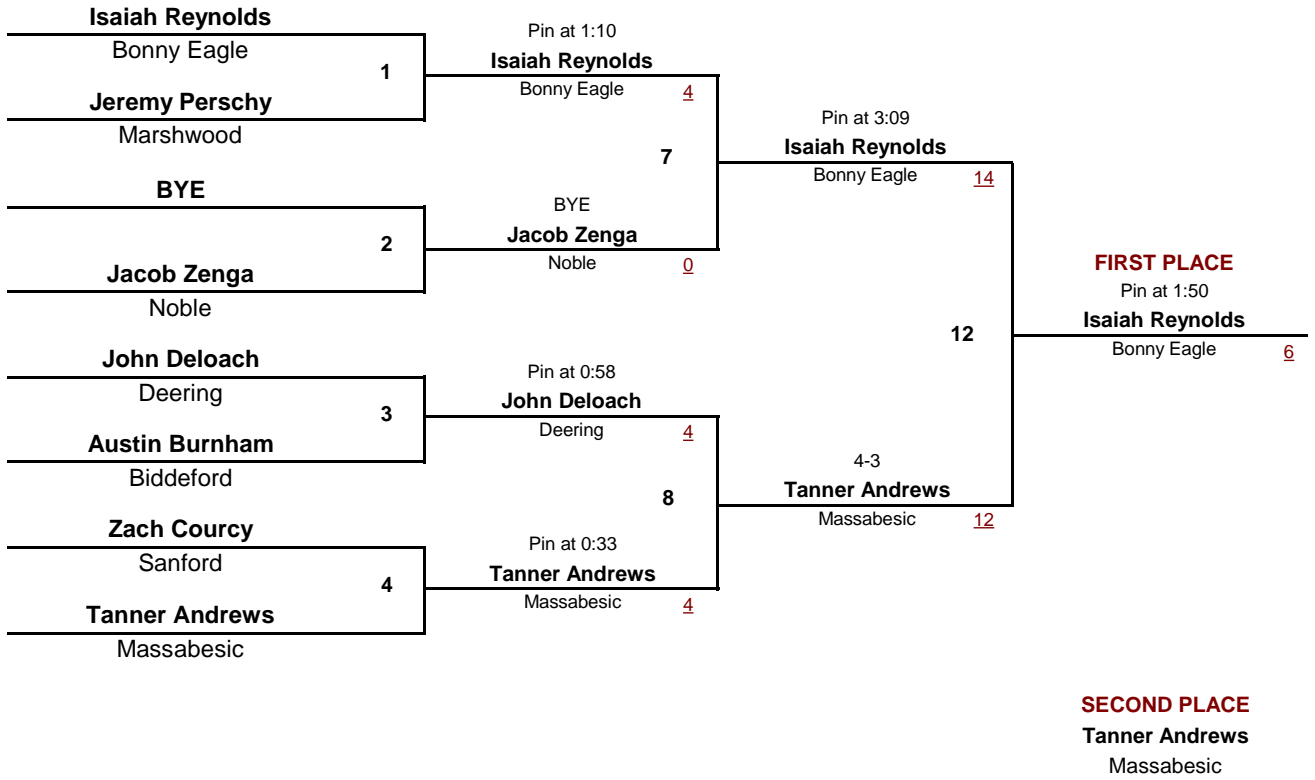 Isaiah Reynolds
Bonny Eagle
1
Jeremy Perschy
Marshwood
BYE
2
Jacob Zenga
Noble
John Deloach
Deering
3
Austin Burnham
Biddeford
Zach Courcy
Sanford
4
Tanner Andrews
Massabesic
Pin at 1:10
Isaiah Reynolds
Bonny Eagle 4
7
BYE
Jacob Zenga
Noble 0
Pin at 0:58
John Deloach
Deering 4
8
Pin at 0:33
Tanner Andrews
Massabesic 4
Pin at 3:09
Isaiah Reynolds
Bonny Eagle 14
12
4-3
Tanner Andrews
Massabesic 12
FIRST PLACE
Pin at 1:50
Isaiah Reynolds
Bonny Eagle 6
SECOND PLACE
Tanner Andrews
Massabesic